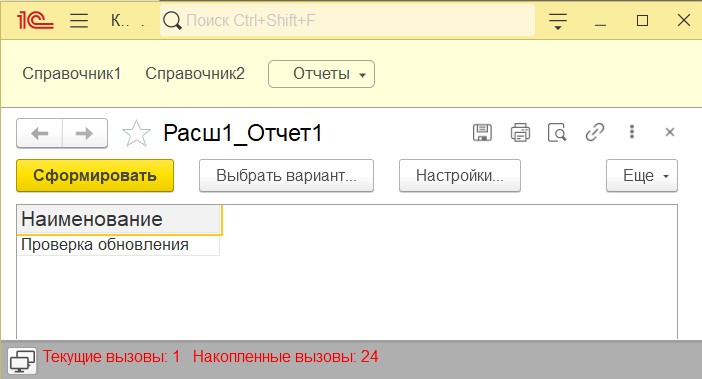 1С К.. . Поиск Ctrl+Shift+F
Справочник1 Справочник2 Отчеты
Расш1_Отчет1
Сформировать Выбрать вариант... Настройки... Еще
Наименование
Проверка обновления
Текущие вызовы: 1 Накопленные вызовы: 24